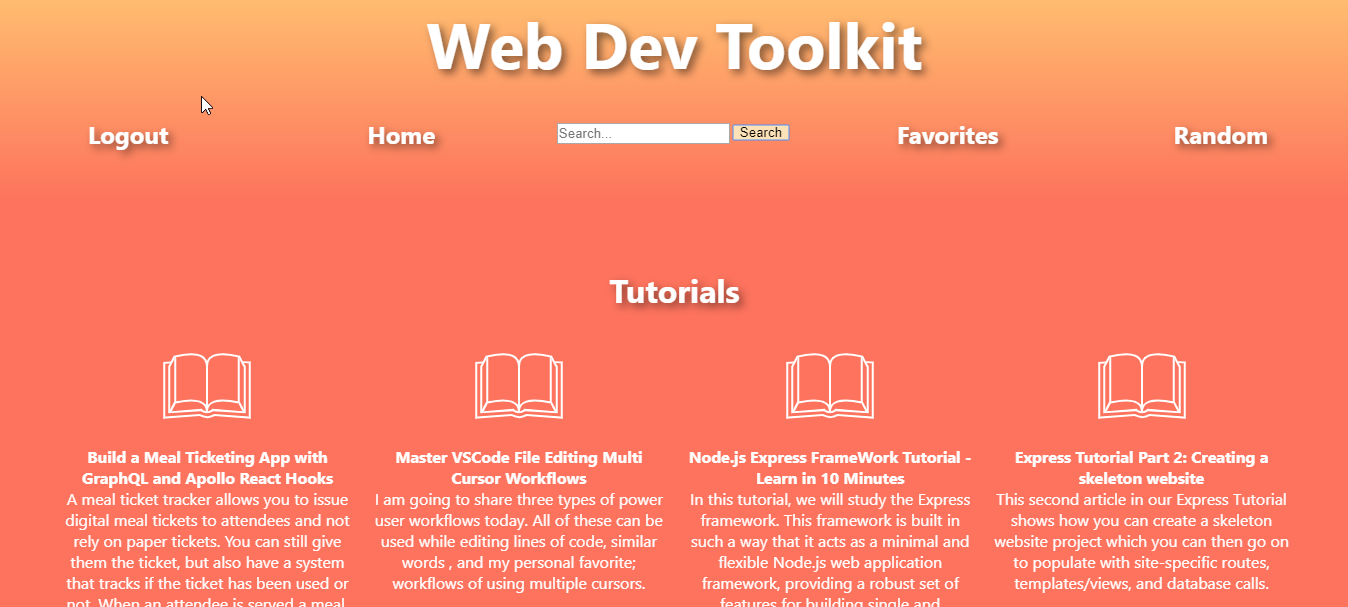 Web Dev Toolkit
Logout
Home
Search...
Search
Favorites
Random
Tutorials
Build a Meal Ticketing App with
GraphQL and Apollo React Hooks
A meal ticket tracker allows you to issue
digital meal tickets to attendees and not
rely on paper tickets. You can still give
them the ticket, but also have a system
that tracks if the ticket has been used or
not. When an attendee is served a meal
Master VSCode File Editing Multi
Cursor Workflows
I am going to share three types of power
user workflows today. All of these can be
used while editing lines of code, similar
words , and my personal favorite;
workflows of using multiple cursors.
Node.js Express FrameWork Tutorial -
Learn in 10 Minutes
In this tutorial, we will study the Express
framework. This framework is built in
such a way that it acts as a minimal and
flexible Node.js web application
framework, providing a robust set of
features for building single and
Express Tutorial Part 2: Creating a
skeleton website
This second article in our Express Tutorial
shows how you can create a skeleton
website project which you can then go on
to populate with site-specific routes,
templates/views, and database calls.